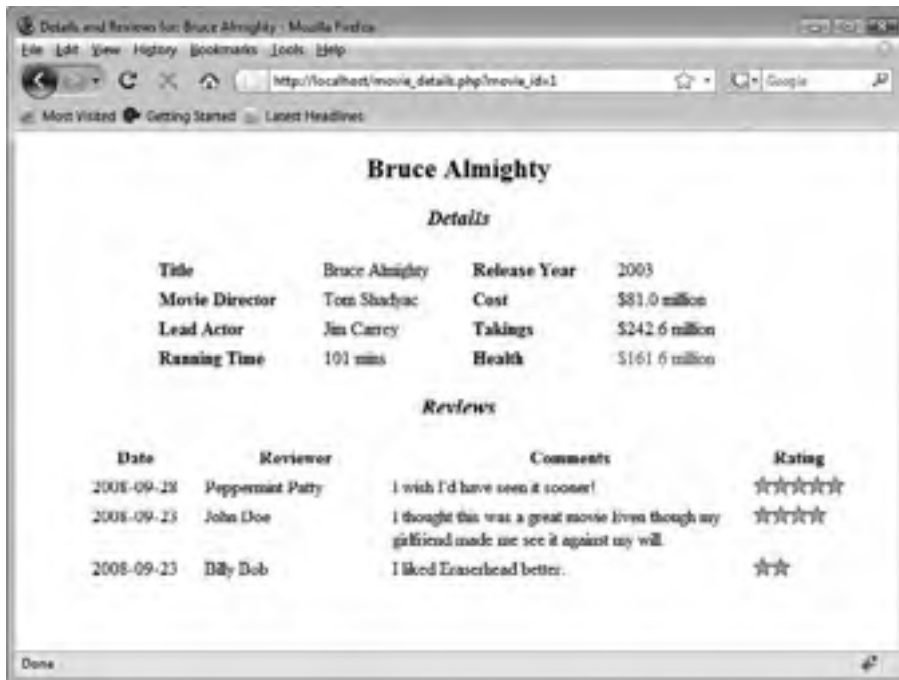 Details and Reviews for: Bruce Almighty - Mozilla Firefox
File Edit View History Bookmarks Tools Help
http://localhost/movie_details.php?movie_id=1
Google
Most Visited Getting Started Latest Headlines
Bruce Almighty
Details
Title Bruce Almighty Release Year 2003
Movie Director Tom Shadyac Cost $81.0 million
Lead Actor Jim Carrey Takings $242.6 million
Running Time 101 mins Health $161.6 million
Reviews
Date Reviewer Comments Rating
2008-09-28 Peppermint Patty I wish I'd have seen it sooner!
2008-09-23 John Doe I thought this was a great movie Even though my
girlfriend made me see it against my will.
2008-09-23 Billy Bob I liked Eraserhead better.
Done